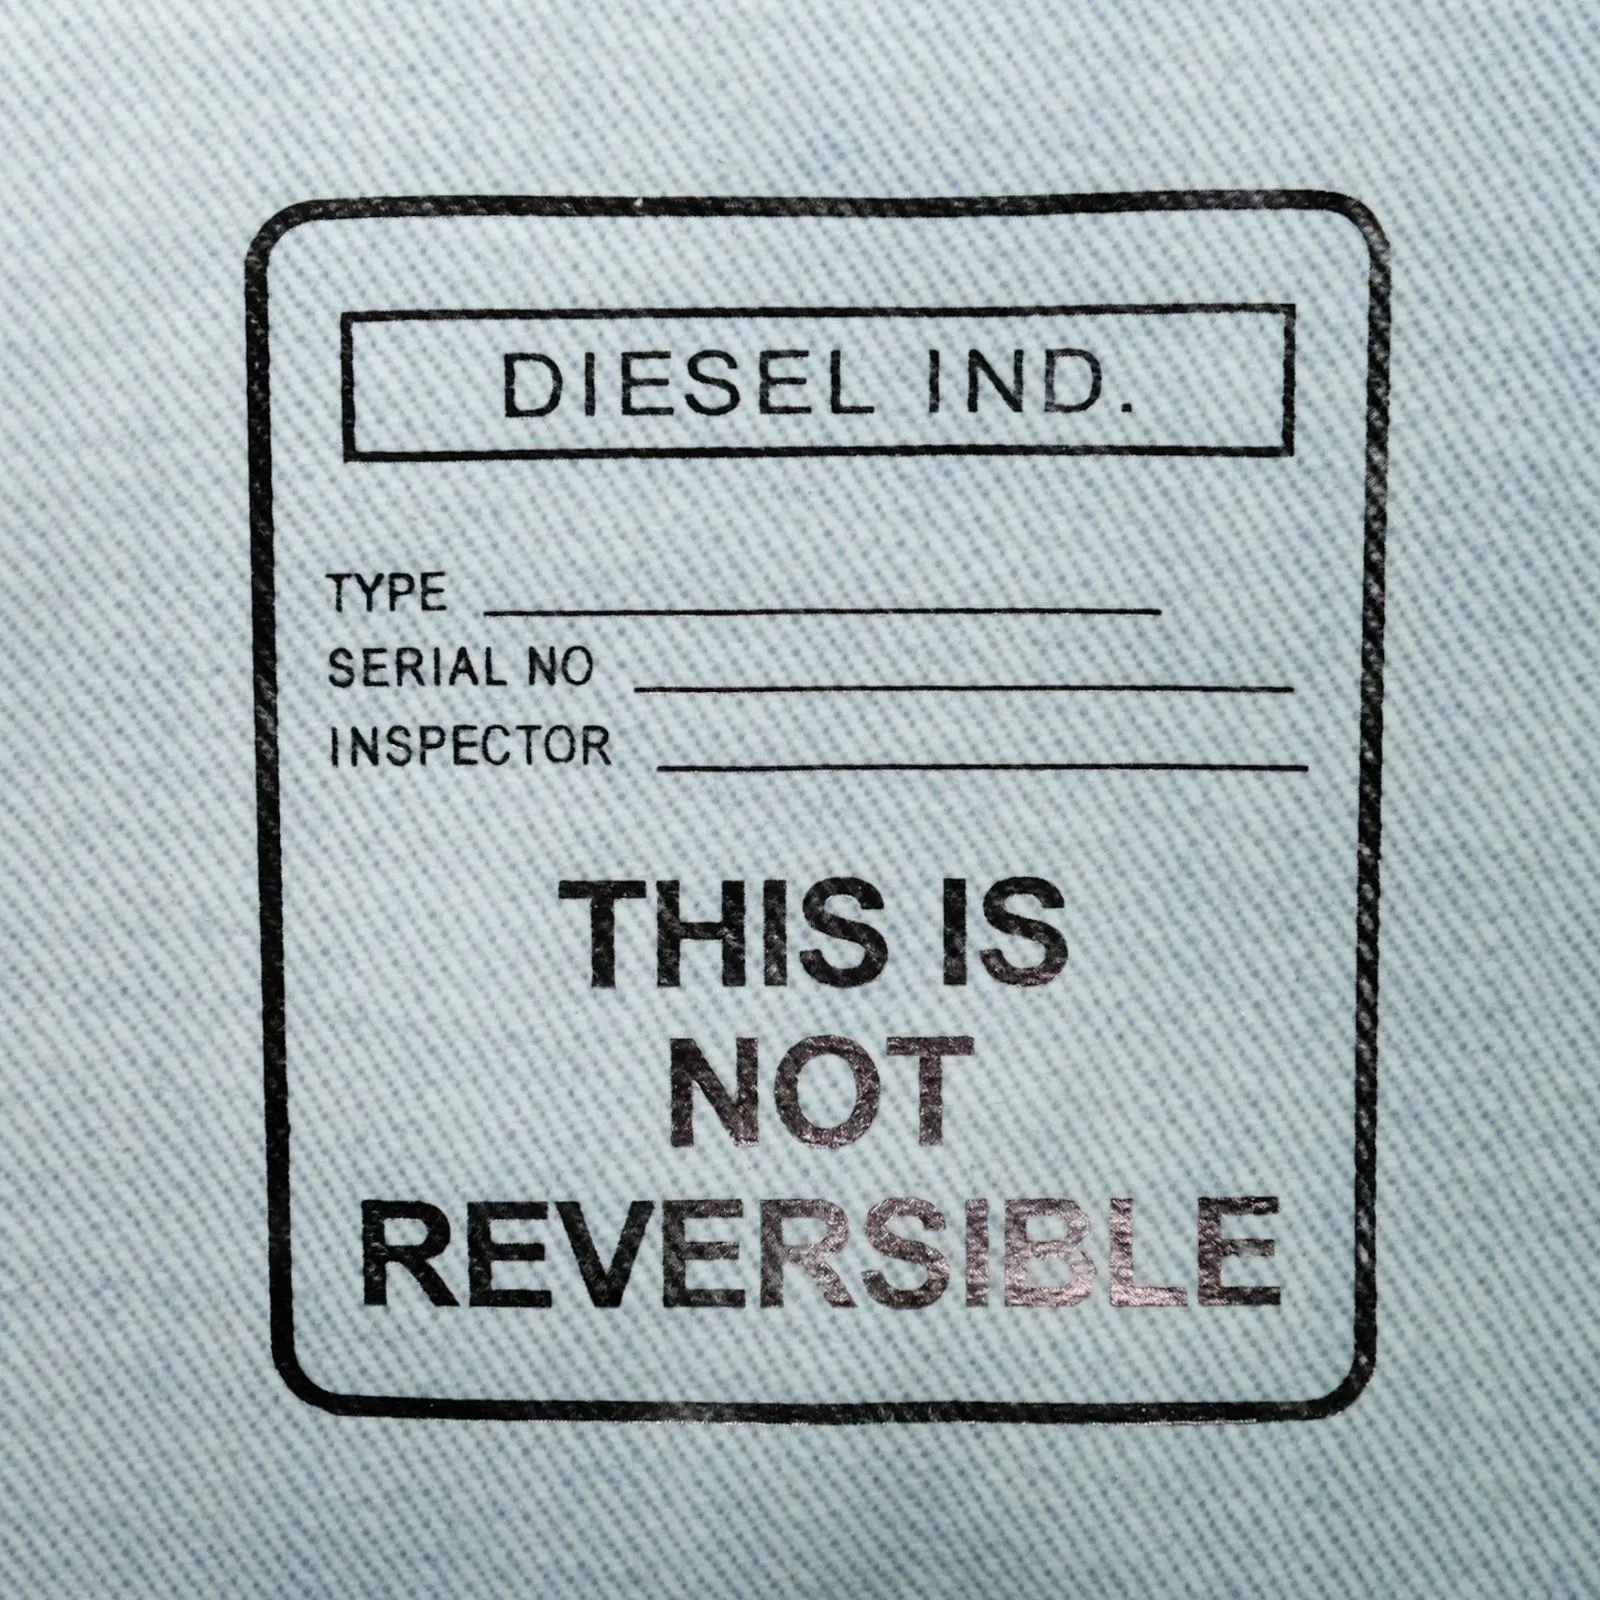 DIESEL IND.
TYPE
SERIAL NO
INSPECTOR
THIS IS
NOT
REVERSIBLE